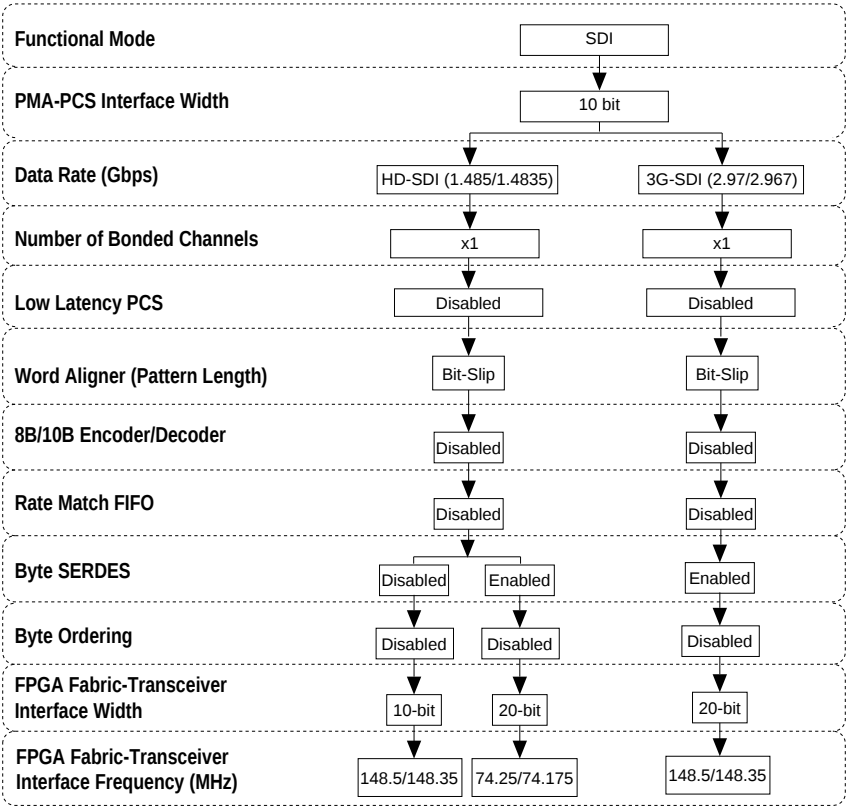 Functional Mode
SDI
PMA-PCS Interface Width
10 bit
Data Rate (Gbps)
HD-SDI (1.485/1.4835)
3G-SDI (2.97/2.967)
Number of Bonded Channels
x1
x1
Low Latency PCS
Disabled
Disabled
Word Aligner (Pattern Length)
Bit-Slip
Bit-Slip
8B/10B Encoder/Decoder
Disabled
Disabled
Rate Match FIFO
Disabled
Disabled
Byte SERDES
Disabled
Enabled
Enabled
Byte Ordering
Disabled
Disabled
Disabled
FPGA Fabric-Transceiver
Interface Width
10-bit
20-bit
20-bit
FPGA Fabric-Transceiver
Interface Frequency (MHz)
148.5/148.35
74.25/74.175
148.5/148.35